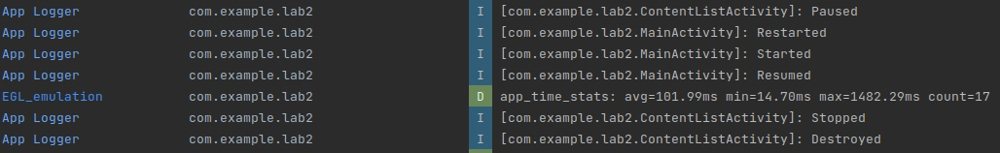 App Logger com.example.lab2 I [com.example.lab2.ContentListActivity]: Paused
App Logger com.example.lab2 I [com.example.lab2.MainActivity]: Restarted
App Logger com.example.lab2 I [com.example.lab2.MainActivity]: Started
App Logger com.example.lab2 I [com.example.lab2.MainActivity]: Resumed
EGL_emulation com.example.lab2 D app_time_stats: avg=101.99ms min=14.70ms max=1482.29ms count=17
App Logger com.example.lab2 I [com.example.lab2.ContentListActivity]: Stopped
App Logger com.example.lab2 I [com.example.lab2.ContentListActivity]: Destroyed